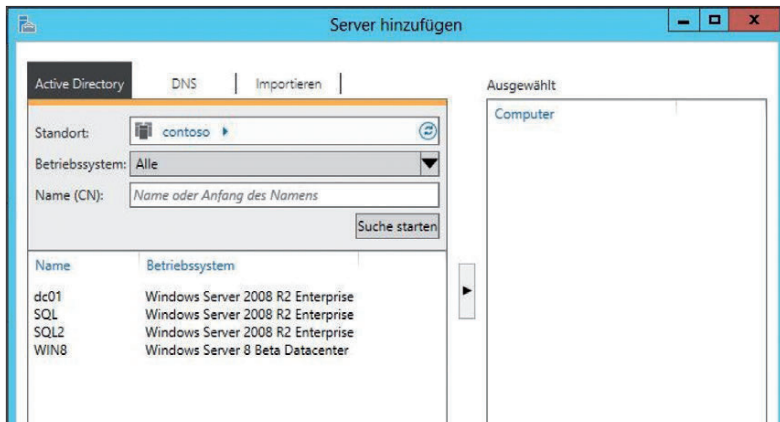 Server hinzufügen
Active Directory
DNS
Importieren
Standort:
contoso
Betriebssystem:
Alle
Name (CN):
Name oder Anfang des Namens
Suche starten
Name Betriebssystem
dc01 Windows Server 2008 R2 Enterprise
SQL Windows Server 2008 R2 Enterprise
SQL2 Windows Server 2008 R2 Enterprise
WIN8 Windows Server 8 Beta Datacenter
Ausgewählt
Computer